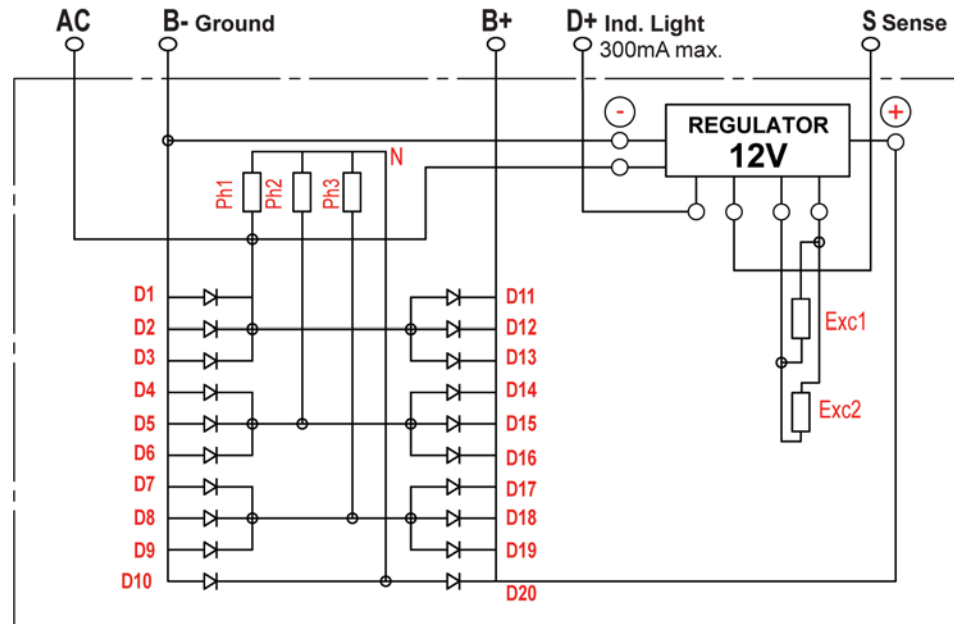 AC
B- Ground
B+
D+ Ind. Light
300mA max.
S Sense
-
+
REGULATOR
12V
N
Ph1
Ph2
Ph3
D1
D11
D2
D12
D3
D13
Exc1
D4
D14
Exc2
D5
D15
D6
D16
D7
D17
D8
D18
D9
D19
D10
D20